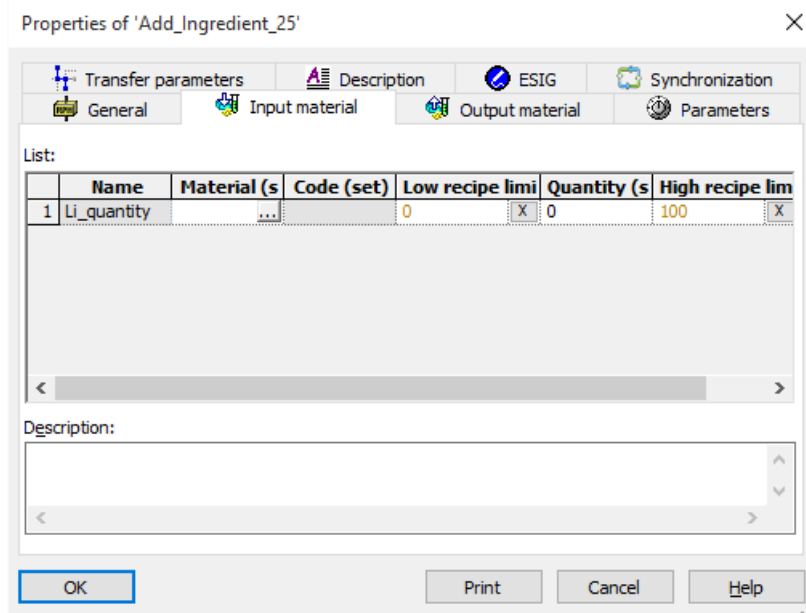 Properties of 'Add_Ingredient_25'
Transfer parameters Description ESIG Synchronization
General Input material Output material Parameters
List:
Name Material (s Code (set) Low recipe limi Quantity (s High recipe lim
1 Li_quantity ... 0 X 0 100 X
Description:
OK Print Cancel Help